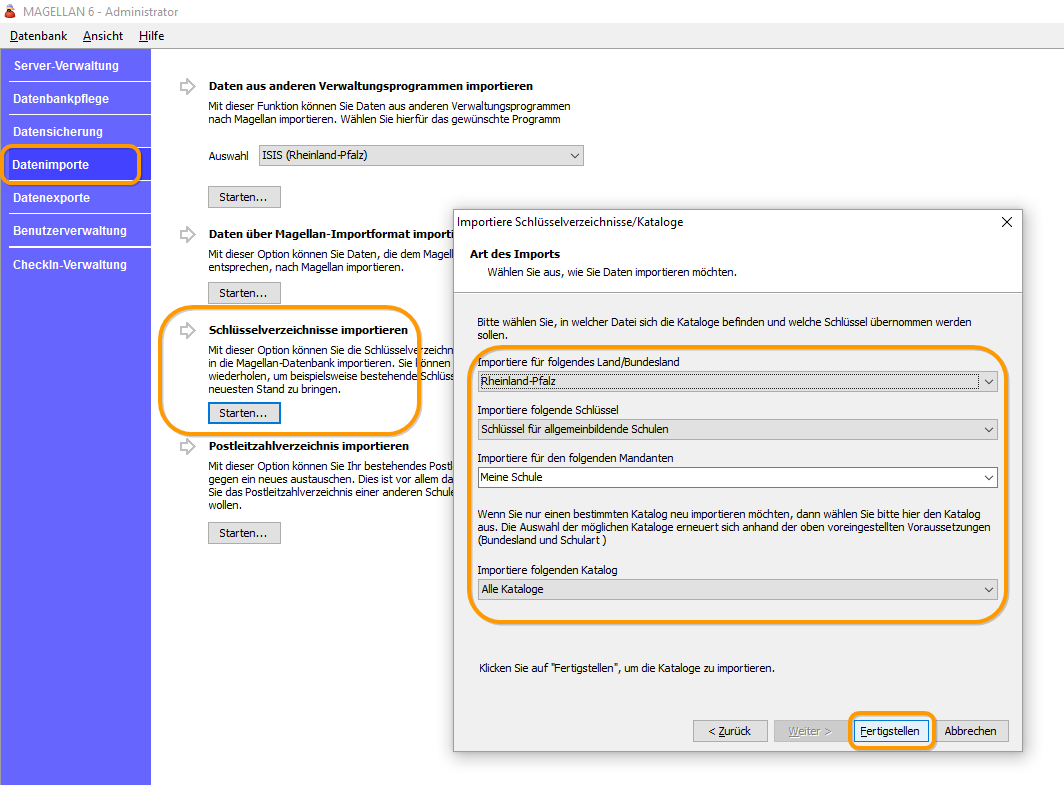 MAGELLAN 6 - Administrator
Datenbank Ansicht Hilfe
Server-Verwaltung
Datenbankpflege
Datensicherung
Datenimporte
Datenexporte
Benutzerverwaltung
CheckIn-Verwaltung
Daten aus anderen Verwaltungsprogrammen importieren
Mit dieser Funktion können Sie Daten aus anderen Verwaltungsprogrammen
nach Magellan importieren. Wählen Sie hierfür das gewünschte Programm
Auswahl ISIS (Rheinland-Pfalz)
Starten...
Daten über Magellan-Importformat importi
Mit dieser Option können Sie Daten, die dem Magell
entsprechen, nach Magellan importieren.
Starten...
Schlüsselverzeichnisse importieren
Mit dieser Option können Sie die Schlüsselverzeichn
in die Magellan-Datenbank importieren. Sie können
wiederholen, um beispielsweise bestehende Schlüss
neuesten Stand zu bringen.
Starten...
Postleitzahlverzeichnis importieren
Mit dieser Option können Sie Ihr bestehendes Postl
gegen ein neues austauschen. Dies ist vor allem da
Sie das Postleitzahlverzeichnis einer anderen Schule
wollen.
Starten...
Importiere Schlüsselverzeichnisse/Kataloge
Art des Imports
Wählen Sie aus, wie Sie Daten importieren möchten.
Bitte wählen Sie, in welcher Datei sich die Kataloge befinden und welche Schlüssel übernommen werden
sollen.
Importiere für folgendes Land/Bundesland
Rheinland-Pfalz
Importiere folgende Schlüssel
Schlüssel für allgemeinbildende Schulen
Importiere für den folgenden Mandanten
Meine Schule
Wenn Sie nur einen bestimmten Katalog neu importieren möchten, dann wählen Sie bitte hier den Katalog
aus. Die Auswahl der möglichen Kataloge erneuert sich anhand der oben voreingestellten Voraussetzungen
(Bundesland und Schulart )
Importiere folgenden Katalog
Alle Kataloge
Klicken Sie auf "Fertigstellen", um die Kataloge zu importieren.
< Zurück Weiter > Fertigstellen Abbrechen